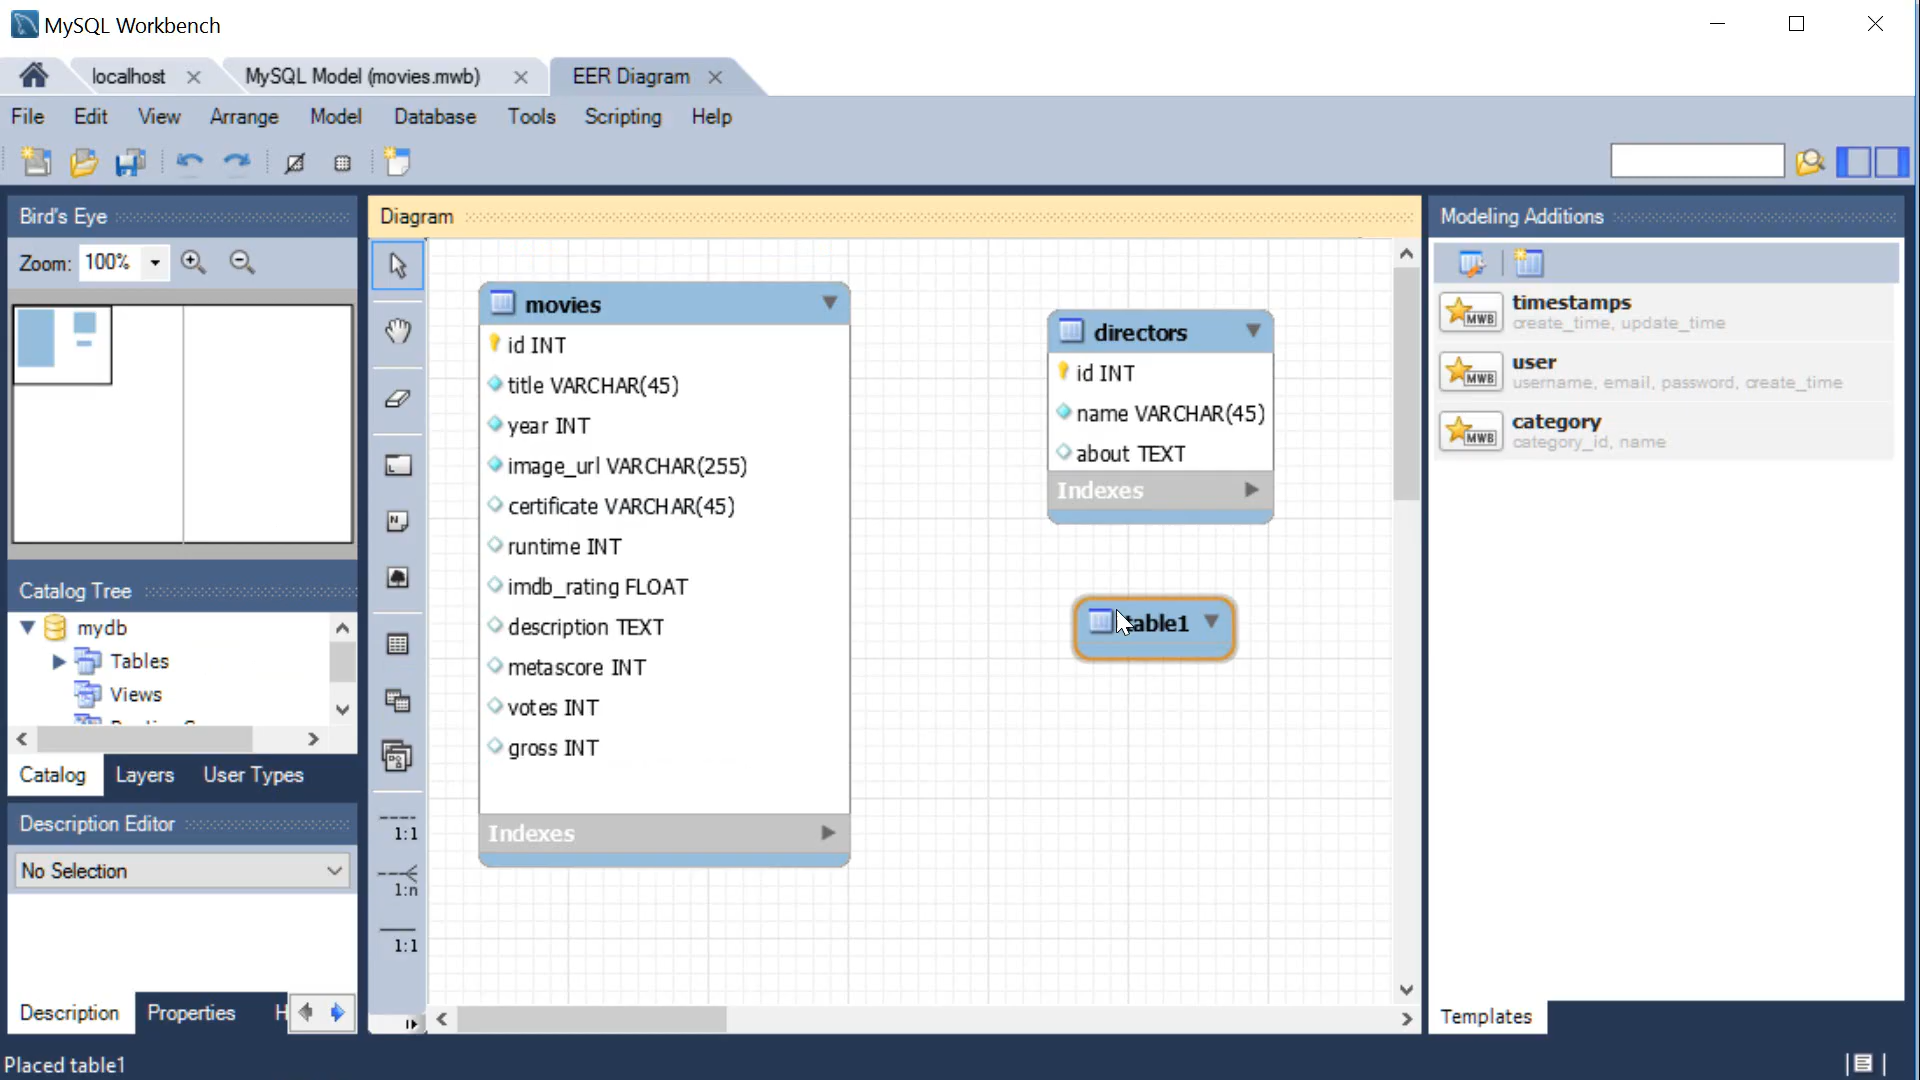 MySQL Workbench
localhost
MySQL Model (movies.mwb)
EER Diagram
File Edit View Arrange Model Database Tools Scripting Help
Bird's Eye
Zoom: 100%
Catalog Tree
mydb
Tables
Views
Catalog Layers User Types
Description Editor
No Selection
Description Properties H
Placed table1
Diagram
1:1
1:n
1:1
movies
id INT
title VARCHAR(45)
year INT
image_url VARCHAR(255)
certificate VARCHAR(45)
runtime INT
imdb_rating FLOAT
description TEXT
metascore INT
votes INT
gross INT
Indexes
directors
id INT
name VARCHAR(45)
about TEXT
Indexes
table1
Modeling Additions
MWB
timestamps
create_time, update_time
MWB
user
username, email, password, create_time
MWB
category
category_id, name
Templates